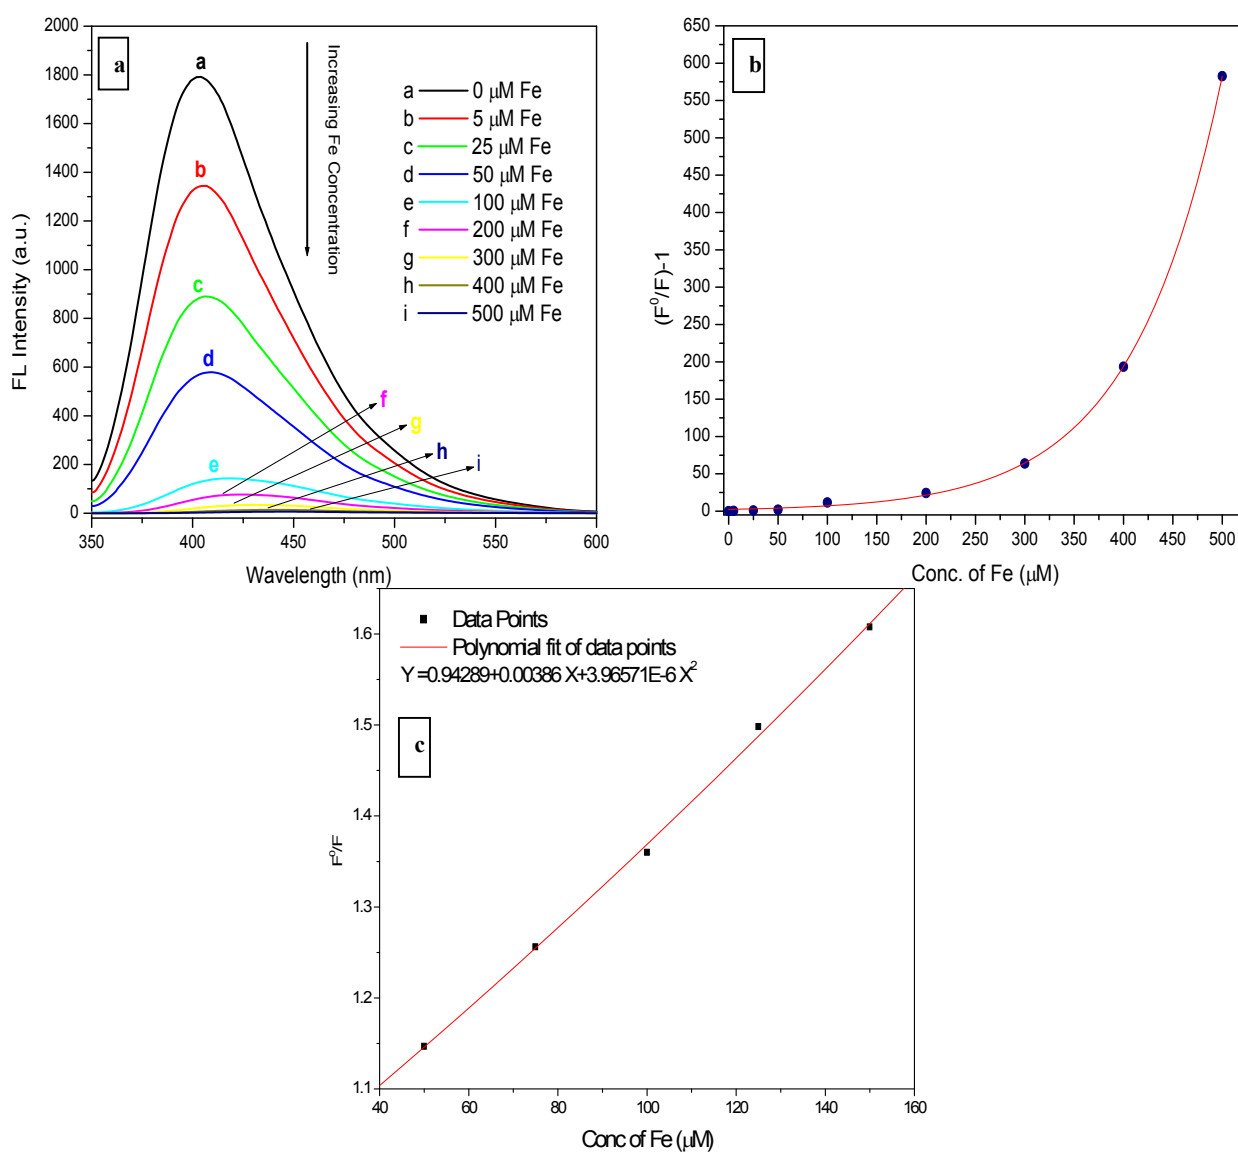 a
a
b
c
d
e
f
g
h
i
Increasing Fe Concentration
a 0 μM Fe
b 5 μM Fe
c 25 μM Fe
d 50 μM Fe
e 100 μM Fe
f 200 μM Fe
g 300 μM Fe
h 400 μM Fe
i 500 μM Fe
2000
1800
1600
1400
1200
1000
800
600
400
200
0
FL Intensity (a.u.)
350 400 450 500 550 600
Wavelength (nm)
b
650
600
550
500
450
400
350
300
250
200
150
100
50
0
(F⁰/F)-1
0 50 100 150 200 250 300 350 400 450 500
Conc. of Fe (μM)
Data Points
Polynomial fit of data points
Y =0.94289+0.00386 X+3.96571E-6 X²
c
1.6
1.5
1.4
1.3
1.2
1.1
F⁰/F
40 60 80 100 120 140 160
Conc of Fe (μM)